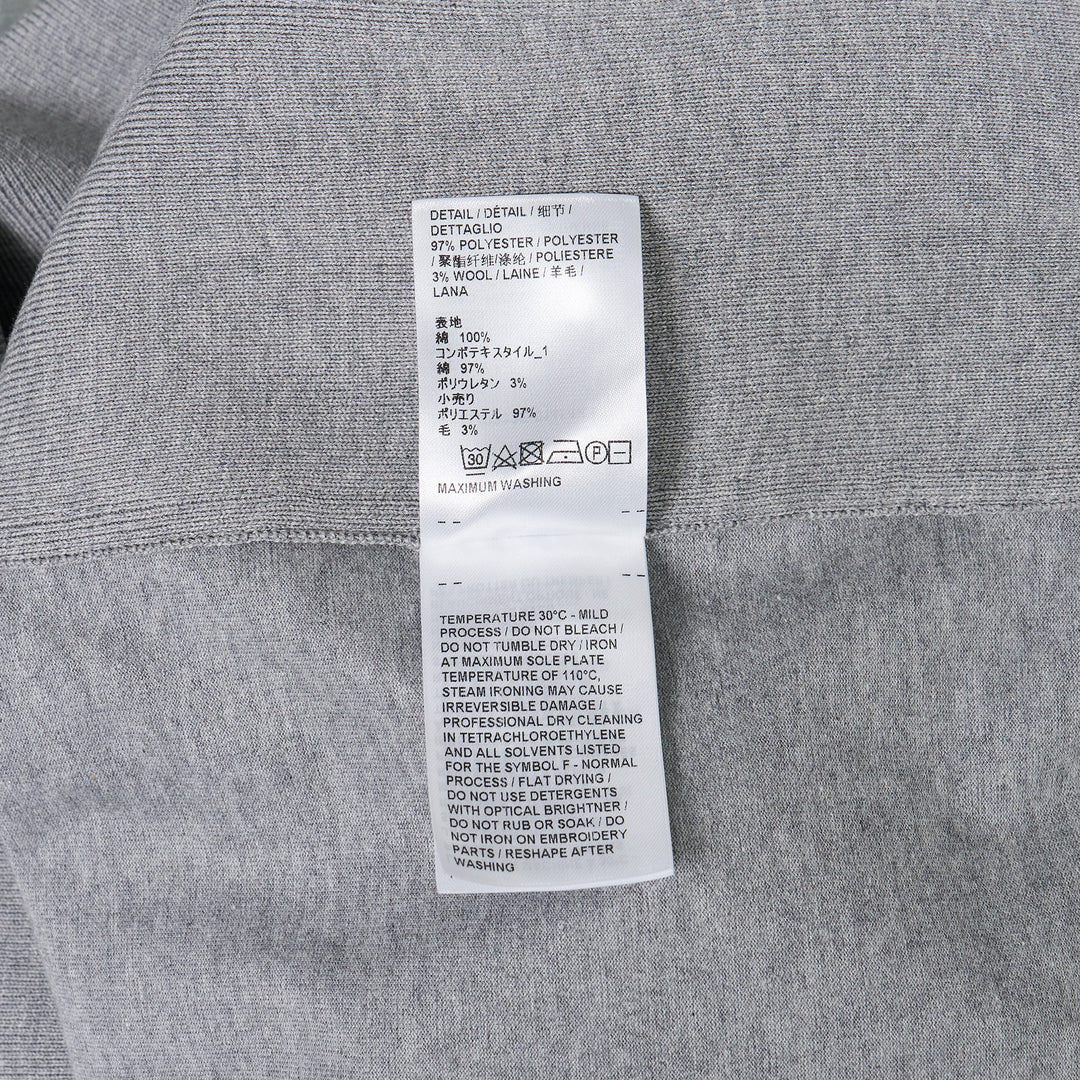 DETAIL / DÉTAIL / 细节 /
DETTAGLIO
97% POLYESTER / POLYESTER
/ 聚酯纤维/涤纶 / POLIESTERE
3% WOOL / LAINE / 羊毛 /
LANA
表地
綿 100%
コンポテキスタイル_1
綿 97%
ポリウレタン 3%
小売り
ポリエステル 97%
毛 3%
30 P
MAXIMUM WASHING
TEMPERATURE 30°C - MILD
PROCESS / DO NOT BLEACH /
DO NOT TUMBLE DRY / IRON
AT MAXIMUM SOLE PLATE
TEMPERATURE OF 110°C,
STEAM IRONING MAY CAUSE
IRREVERSIBLE DAMAGE /
PROFESSIONAL DRY CLEANING
IN TETRACHLOROETHYLENE
AND ALL SOLVENTS LISTED
FOR THE SYMBOL F - NORMAL
PROCESS / FLAT DRYING /
DO NOT USE DETERGENTS
WITH OPTICAL BRIGHTNER /
DO NOT RUB OR SOAK / DO
NOT IRON ON EMBROIDERY
PARTS / RESHAPE AFTER
WASHING